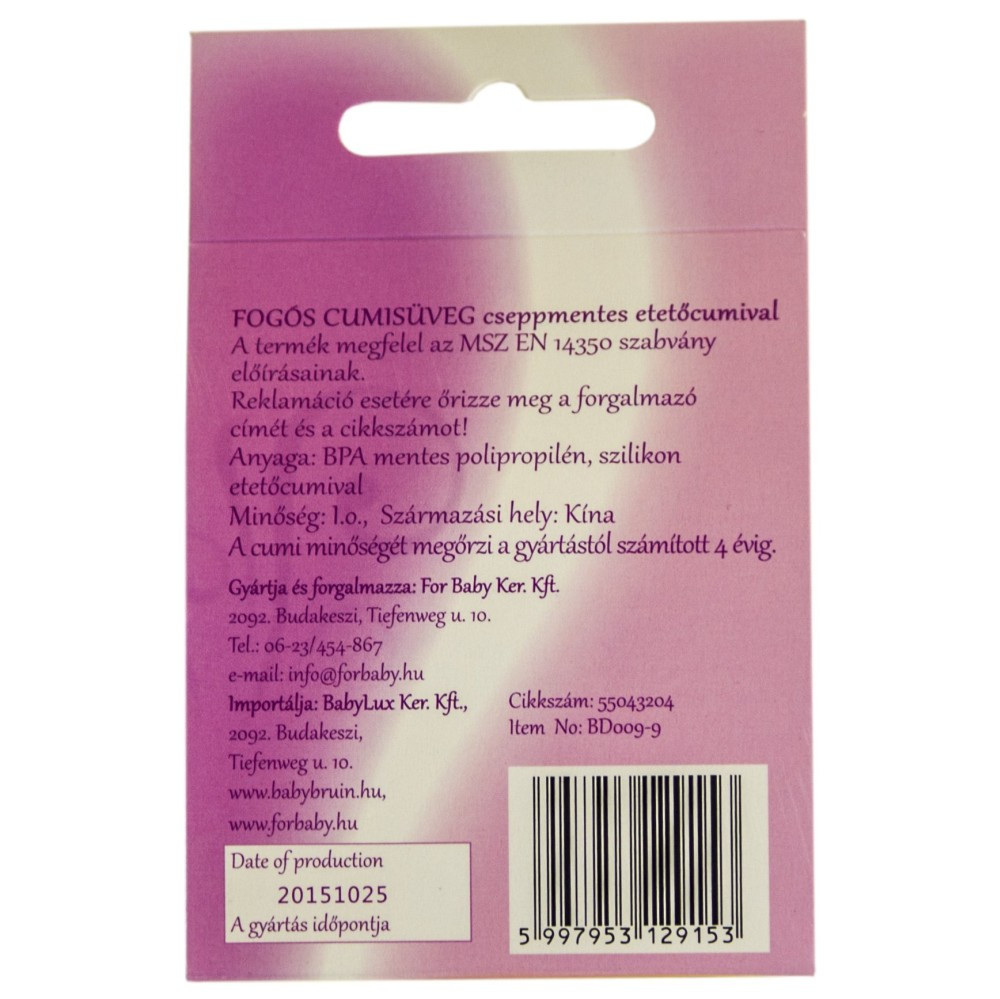 FOGÓS CUMISÜVEG cseppmentes etetőcumival
A termék megfelel az MSZ EN 14350 szabvány
előírásainak.
Reklamáció esetére őrizze meg a forgalmazó
címét és a cikkszámot!
Anyaga: BPA mentes polipropilén, szilikon
etetőcumival
Minőség: I.o., Származási hely: Kína
A cumi minőségét megőrzi a gyártástól számított 4 évig.
Gyártja és forgalmazza: For Baby Ker. Kft.
2092. Budakeszi, Tiefenweg u. 10.
Tel.: 06-23/454-867
e-mail: info@forbaby.hu
Importálja: BabyLux Ker. Kft.,
2092. Budakeszi,
Tiefenweg u. 10.
www.babybruin.hu,
www.forbaby.hu
Cikkszám: 55043204
Item No: BD009-9
Date of production
20151025
A gyártás időpontja
5 997953 129153